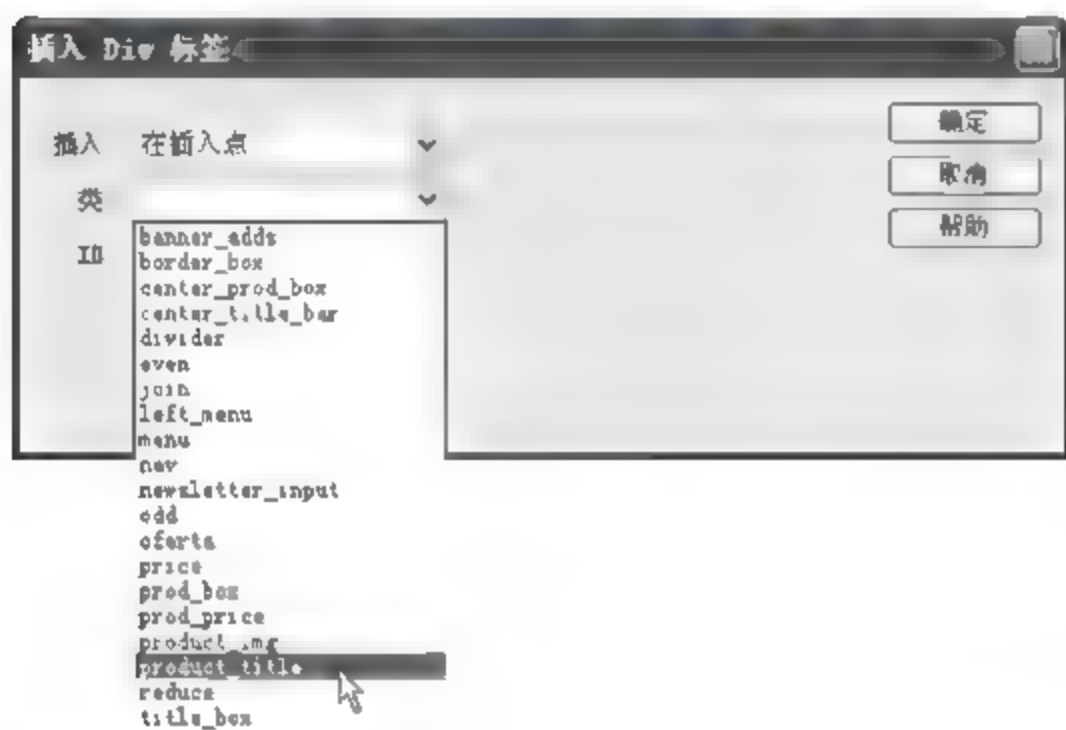 插入 Div 标签
插入 在插入点
类
ID
确定
取消
帮助
banner_adds
border_box
center_prod_box
center_title_bar
divider
even
join
left_menu
menu
nav
newsletter_input
odd
oferta
price
prod_box
prod_price
product_img
product_title
reduce
title_box